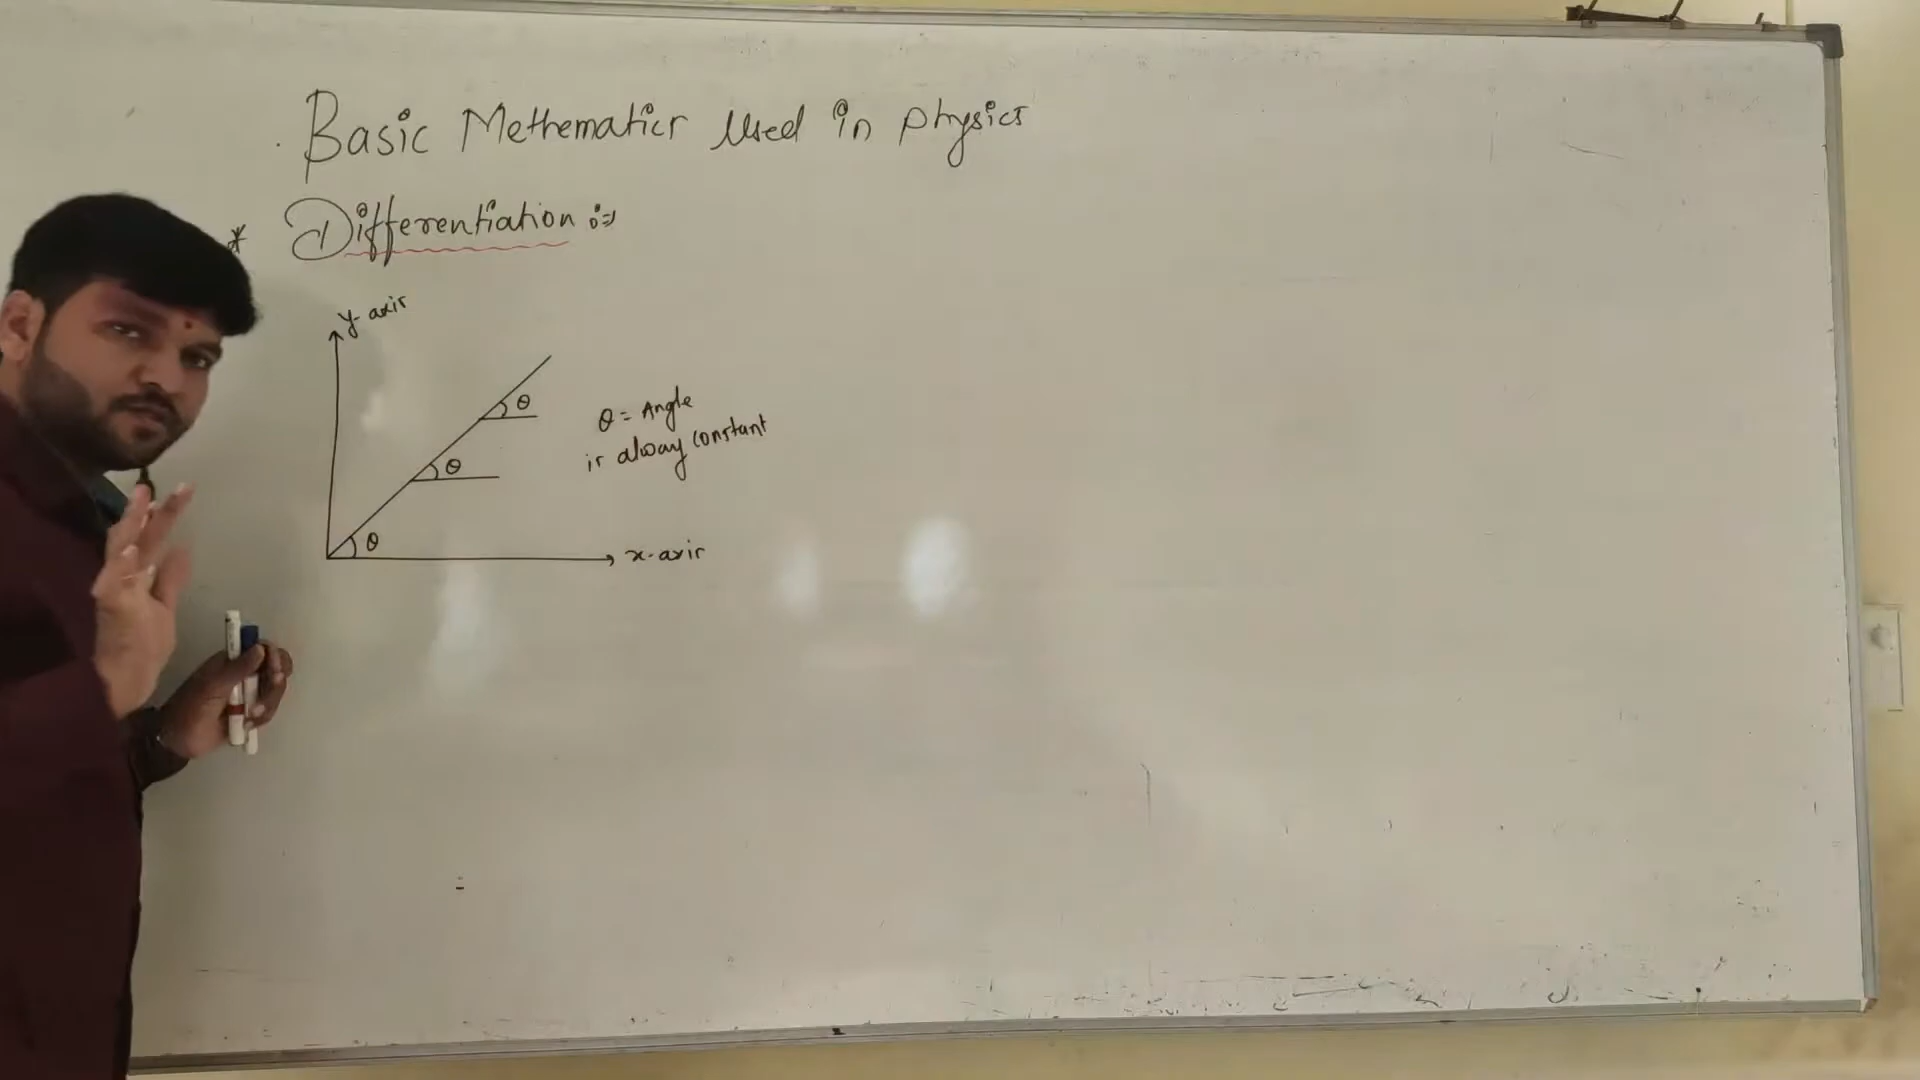 Basic Methematics used in physics
* Differentiation :=>
y-axis
θ
θ
θ
θ = Angle
is alway constant
x-axis